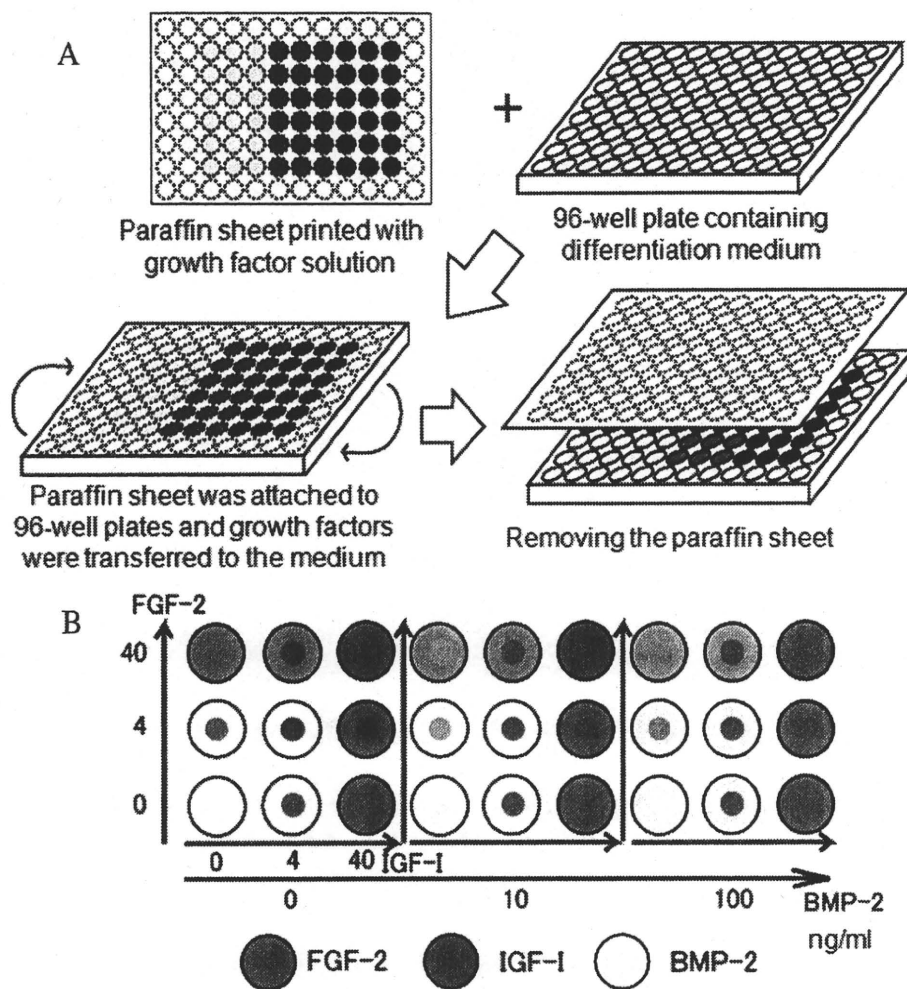 A
+
Paraffin sheet printed with
growth factor solution
96-well plate containing
differentiation medium
Paraffin sheet was attached to
96-well plates and growth factors
were transferred to the medium
Removing the paraffin sheet
B
FGF-2
40
4
0
0 4 40 IGF-I
0 10 100 BMP-2
ng/ml
FGF-2 IGF-I BMP-2